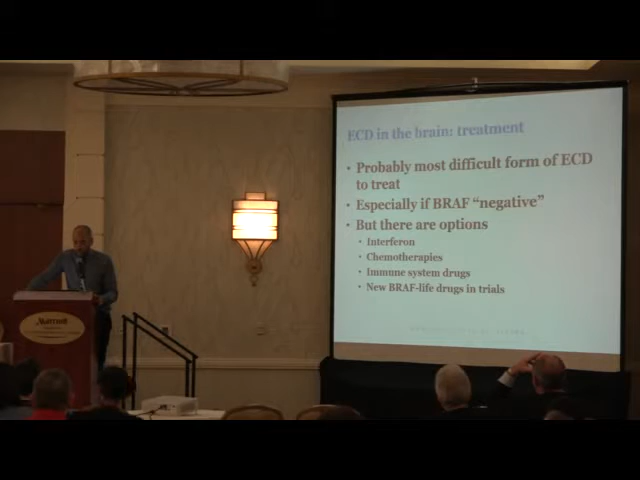 ECD in the brain: treatment
• Probably most difficult form of ECD
to treat
• Especially if BRAF “negative”
• But there are options
• Interferon
• Chemotherapies
• Immune system drugs
• New BRAF-life drugs in trials
Marriott